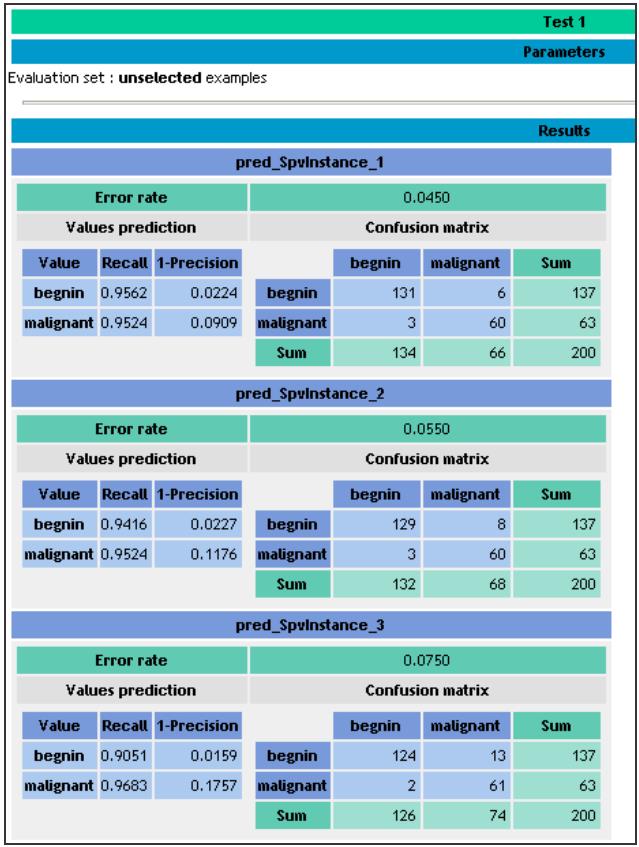 Test 1
Parameters
Evaluation set : unselected examples
Results
pred_SpvInstance_1
Error rate 0.0450
Values prediction Confusion matrix
Value Recall 1-Precision begnin malignant Sum
begnin 0.9562 0.0224 begnin 131 6 137
malignant 0.9524 0.0909 malignant 3 60 63
Sum 134 66 200
pred_SpvInstance_2
Error rate 0.0550
Values prediction Confusion matrix
Value Recall 1-Precision begnin malignant Sum
begnin 0.9416 0.0227 begnin 129 8 137
malignant 0.9524 0.1176 malignant 3 60 63
Sum 132 68 200
pred_SpvInstance_3
Error rate 0.0750
Values prediction Confusion matrix
Value Recall 1-Precision begnin malignant Sum
begnin 0.9051 0.0159 begnin 124 13 137
malignant 0.9683 0.1757 malignant 2 61 63
Sum 126 74 200